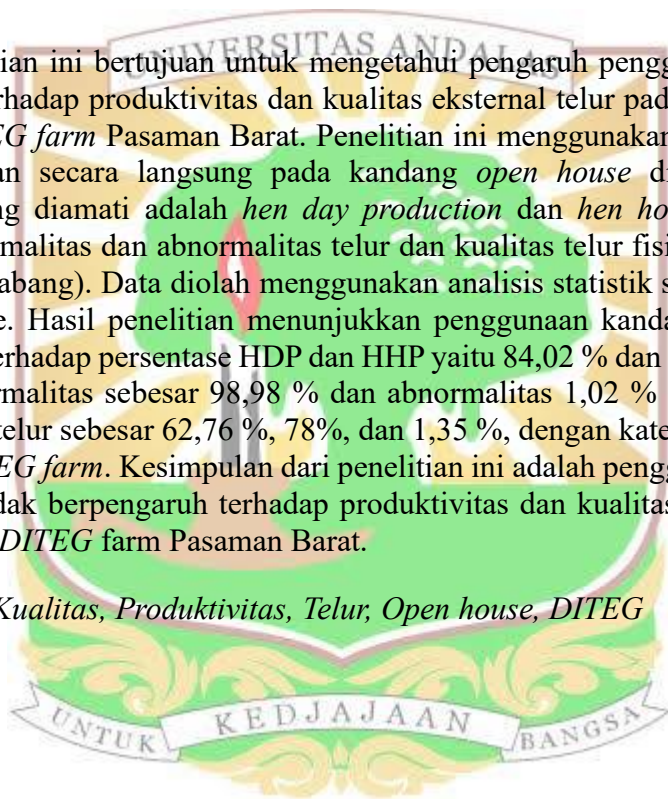 UNIVERSITAS ANDALAS
ian ini bertujuan untuk mengetahui pengaruh pengg
rhadap produktivitas dan kualitas eksternal telur pad
EG farm Pasaman Barat. Penelitian ini menggunakan
an secara langsung pada kandang open house di
ng diamati adalah hen day production dan hen ho
malitas dan abnormalitas telur dan kualitas telur fisi
abang). Data diolah menggunakan analisis statistik s
e. Hasil penelitian menunjukkan penggunaan kanda
erhadap persentase HDP dan HHP yaitu 84,02 % dan
rmalitas sebesar 98,98 % dan abnormalitas 1,02 %
telur sebesar 62,76 %, 78%, dan 1,35 %, dengan kate
EG farm. Kesimpulan dari penelitian ini adalah pengg
dak berpengaruh terhadap produktivitas dan kualitas
DITEG farm Pasaman Barat.
Kualitas, Produktivitas, Telur, Open house, DITEG
UNTUK KEDJAJAAN BANGSA